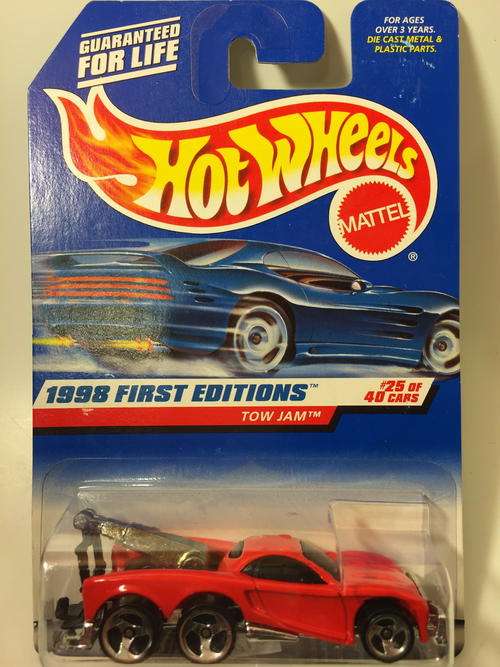 GUARANTEED
FOR LIFE
FOR AGES
OVER 3 YEARS.
DIE CAST METAL &
PLASTIC PARTS.
HOT WHEELS
MATTEL
®
1998 FIRST EDITIONS™
TOW JAM™
#25 OF
40 CARS